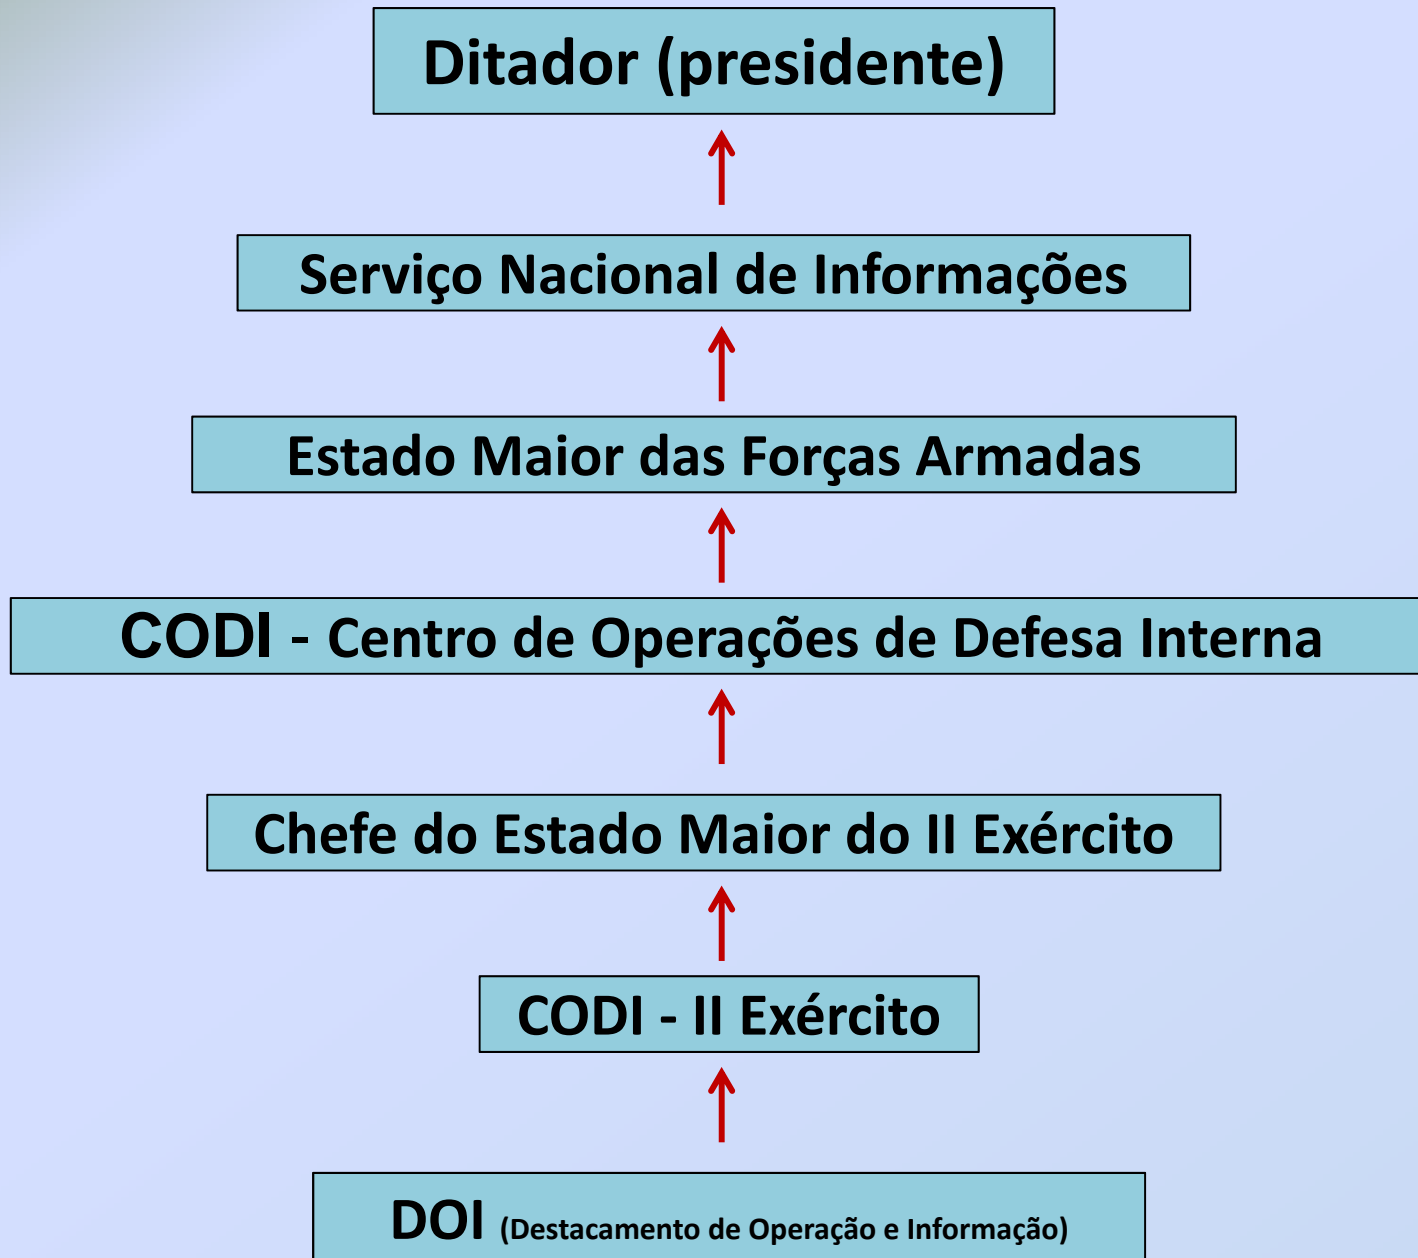 Ditador (presidente)
Serviço Nacional de Informações
Estado Maior das Forças Armadas
CODI - Centro de Operações de Defesa Interna
Chefe do Estado Maior do II Exército
CODI - II Exército
DOI (Destacamento de Operação e Informação)